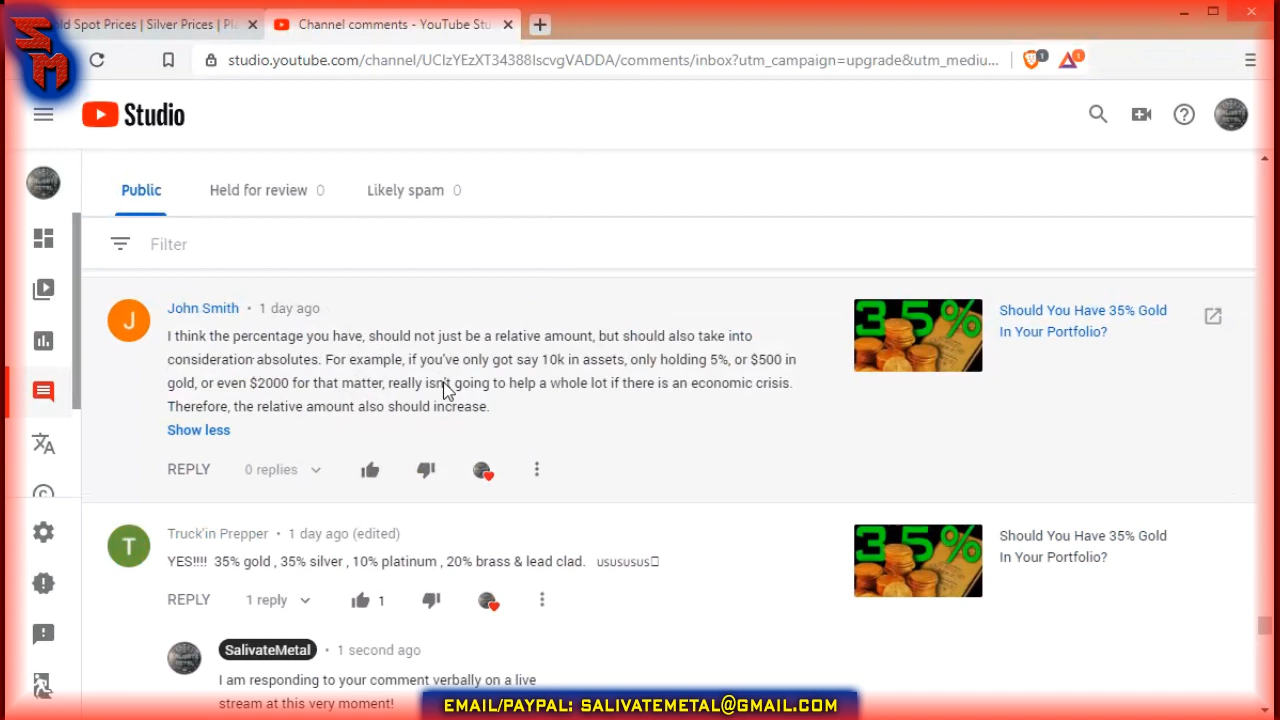 SM
old Spot Prices | Silver Prices | Pla
Channel comments - YouTube Stu
studio.youtube.com/channel/UCIzYEzXT34388IscvgVADDA/comments/inbox?utm_campaign=upgrade&utm_mediu...
1
1
Studio
Public
Held for review 0
Likely spam 0
Filter
J
John Smith • 1 day ago
I think the percentage you have, should not just be a relative amount, but should also take into
consideration absolutes. For example, if you've only got say 10k in assets, only holding 5%, or $500 in
gold, or even $2000 for that matter, really isn't going to help a whole lot if there is an economic crisis.
Therefore, the relative amount also should increase.
Show less
REPLY 0 replies
35%
Should You Have 35% Gold
In Your Portfolio?
T
Truck'in Prepper • 1 day ago (edited)
YES!!!! 35% gold , 35% silver , 10% platinum , 20% brass & lead clad. ususususu
REPLY 1 reply 1
35%
Should You Have 35% Gold
In Your Portfolio?
SalivateMetal • 1 second ago
I am responding to your comment verbally on a live
stream at this very moment!
EMAIL/PAYPAL: SALIVATEMETAL@GMAIL.COM